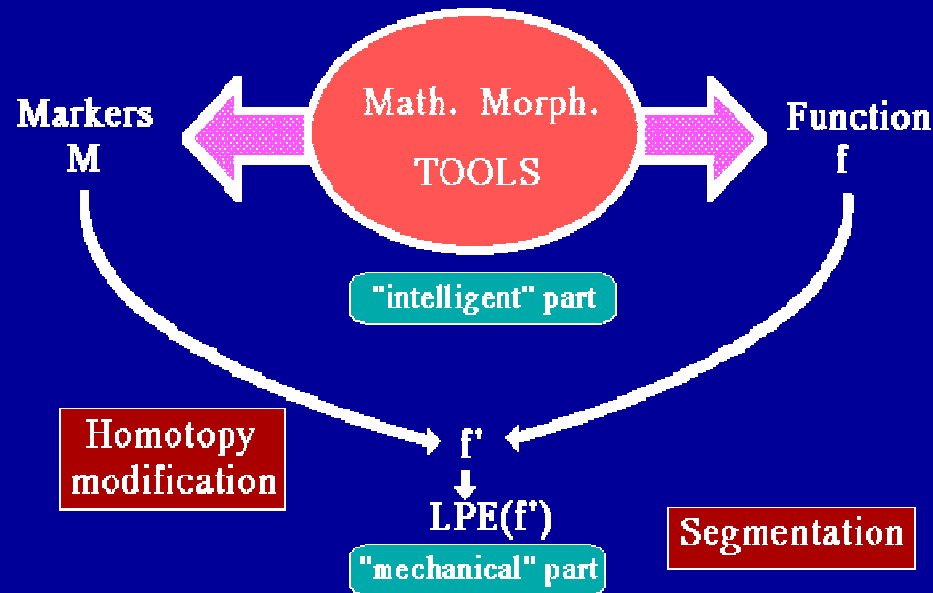 Math. Morph.
TOOLS
Markers
M
Function
f
"intelligent" part
Homotopy
modification
f'
LPE(f')
"mechanical" part
Segmentation